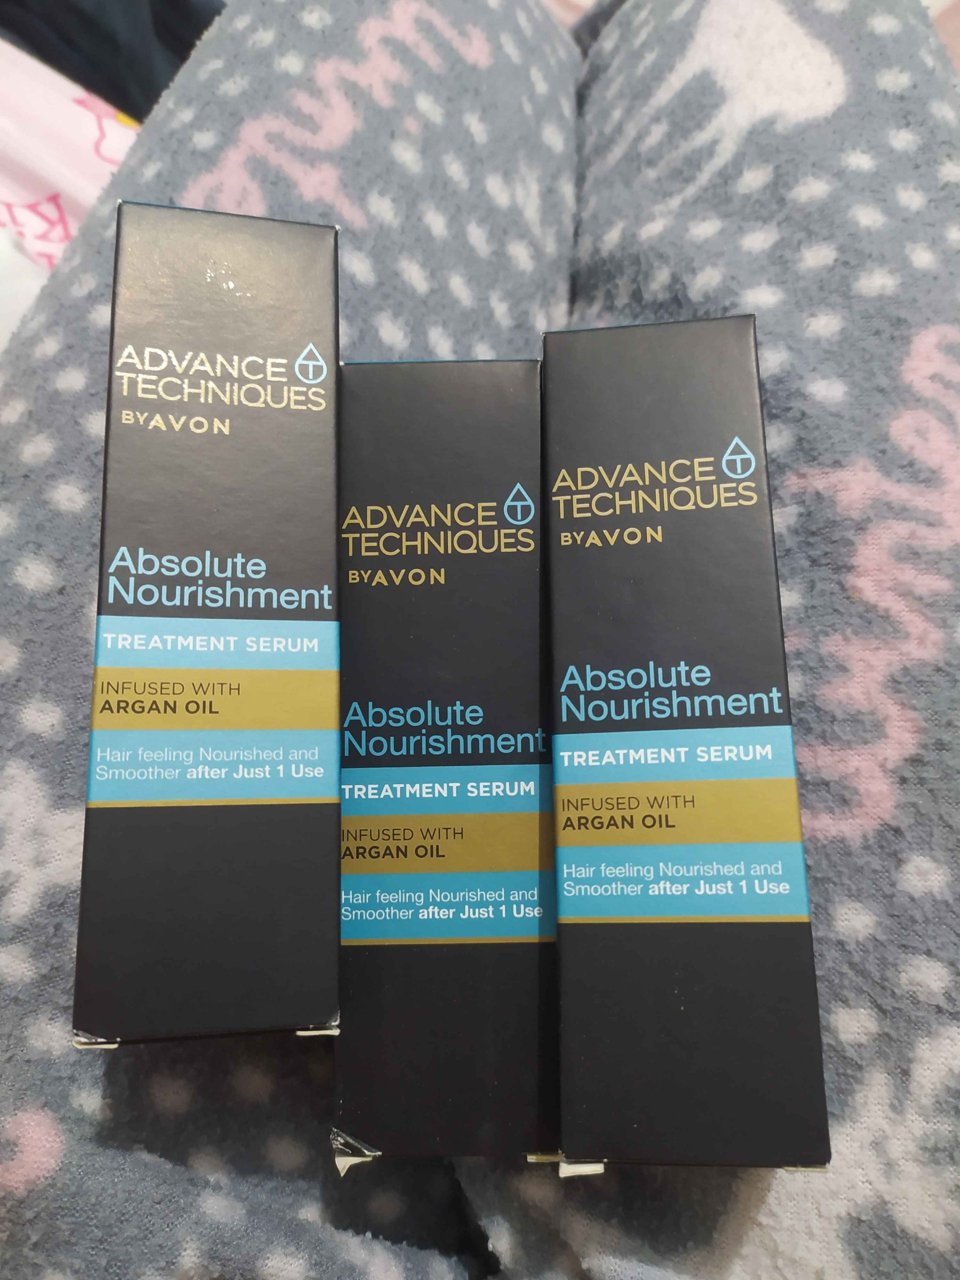 ADVANCE
TECHNIQUES
BY AVON
Absolute
Nourishment
TREATMENT SERUM
INFUSED WITH
ARGAN OIL
Hair feeling Nourished and
Smoother after Just 1 Use
ADVANCE
TECHNIQUES
BY AVON
Absolute
Nourishment
TREATMENT SERUM
INFUSED WITH
ARGAN OIL
Hair feeling Nourished and
Smoother after Just 1 Use
ADVANCE
TECHNIQUES
BY AVON
Absolute
Nourishment
TREATMENT SERUM
INFUSED WITH
ARGAN OIL
Hair feeling Nourished and
Smoother after Just 1 Use